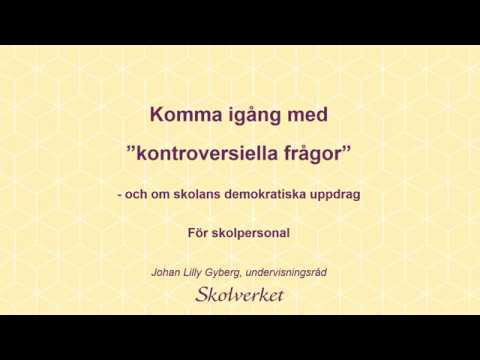 Komma igång med
”kontroversiella frågor”
- och om skolans demokratiska uppdrag
För skolpersonal
Johan Lilly Gyberg, undervisningsråd
Skolverket